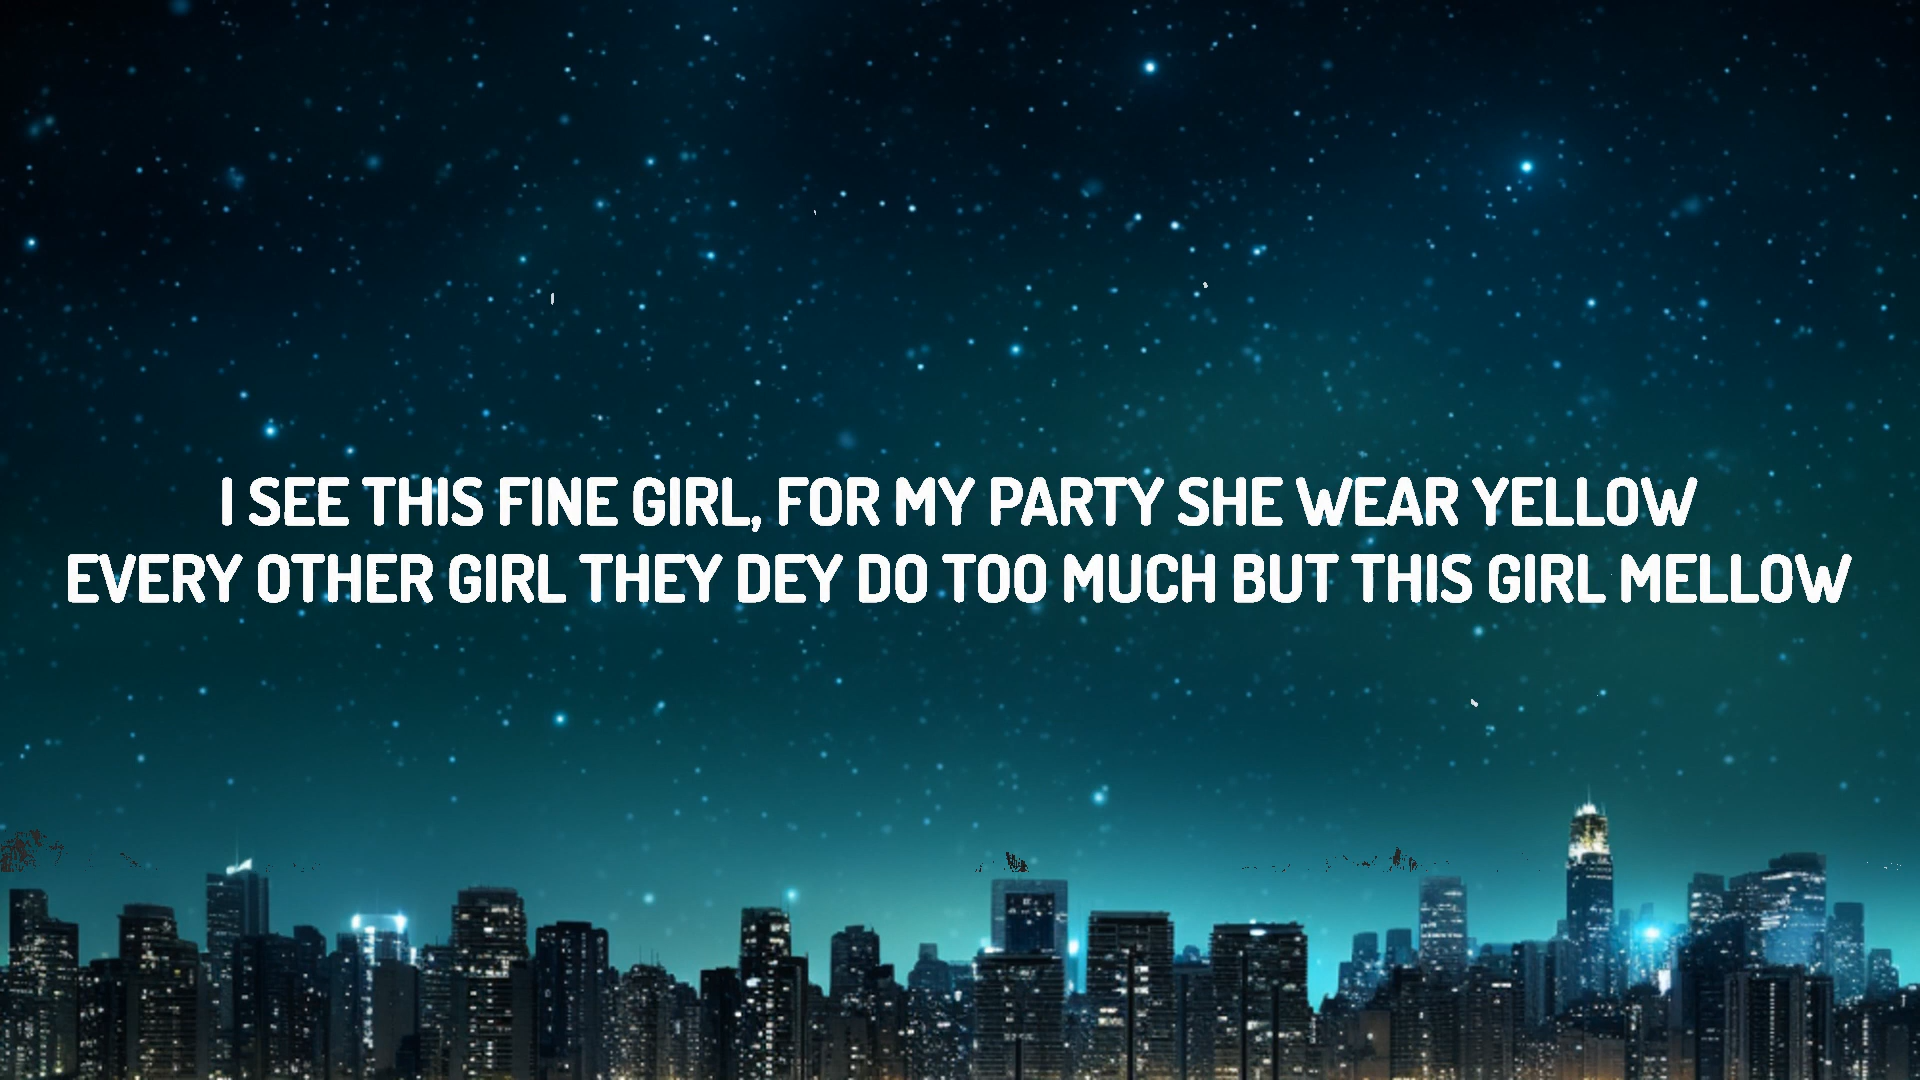 I SEE THIS FINE GIRL, FOR MY PARTY SHE WEAR YELLOW
EVERY OTHER GIRL THEY DEY DO TOO MUCH BUT THIS GIRL MELLOW